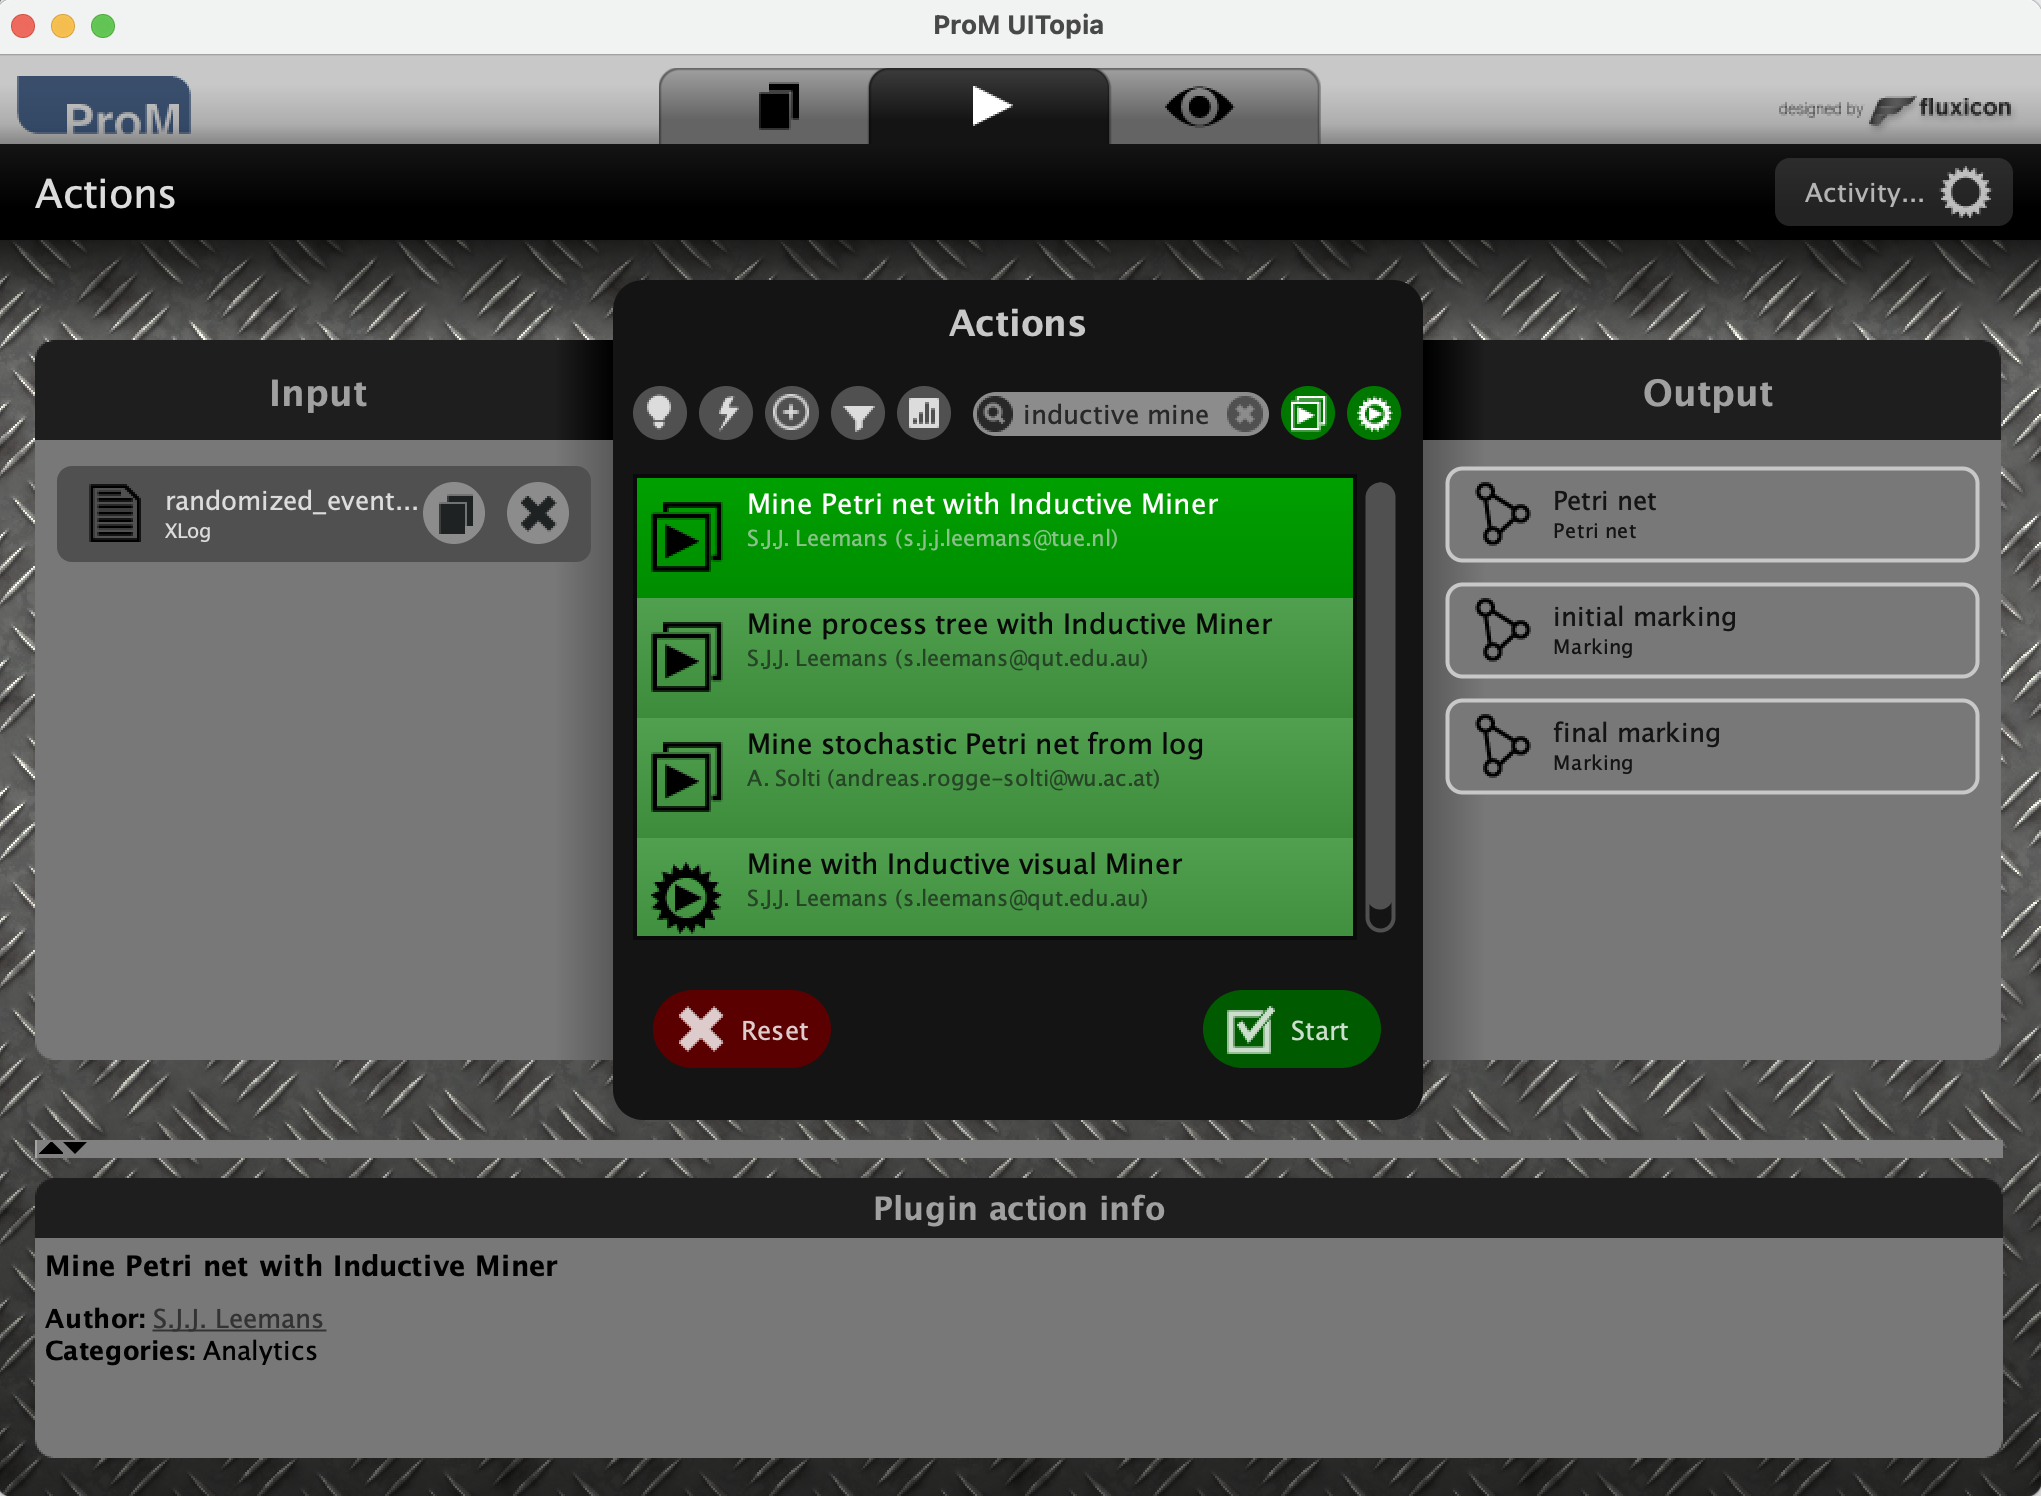 ProM UITopia
ProM
designed by fluxicon
Actions
Activity...
Actions
Input
inductive mine
Output
randomized_event...
XLog
Mine Petri net with Inductive Miner
S.J.J. Leemans (s.j.j.leemans@tue.nl)
Mine process tree with Inductive Miner
S.J.J. Leemans (s.leemans@qut.edu.au)
Mine stochastic Petri net from log
A. Solti (andreas.rogge-solti@wu.ac.at)
Mine with Inductive visual Miner
S.J.J. Leemans (s.leemans@qut.edu.au)
Petri net
Petri net
initial marking
Marking
final marking
Marking
Reset
Start
Plugin action info
Mine Petri net with Inductive Miner
Author: S.J.J. Leemans
Categories: Analytics